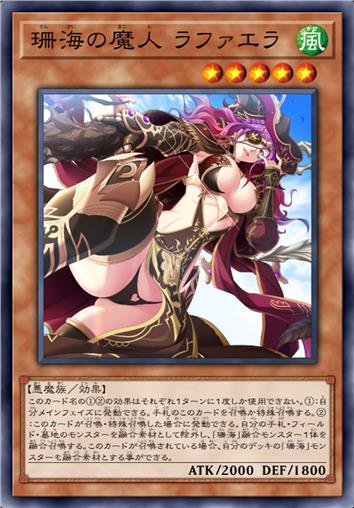 珊海の魔人 ラファエラ
風
【悪魔族／効果】
このカード名の①②の効果はそれぞれ1ターンに1度しか使用できない。①:自
分メインフェイズに発動できる。手札のこのカードを召喚か特殊召喚する。②
:このカードが召喚・特殊召喚した場合に発動できる。自分の手札・フィール
ド・墓地のモンスターを融合素材として除外し、「珊海」融合モンスター1体を
融合召喚する。このカードが召喚されている場合、自分のデッキの「珊海」モン
スターも融合素材とする事ができる。
ATK/2000 DEF/1800